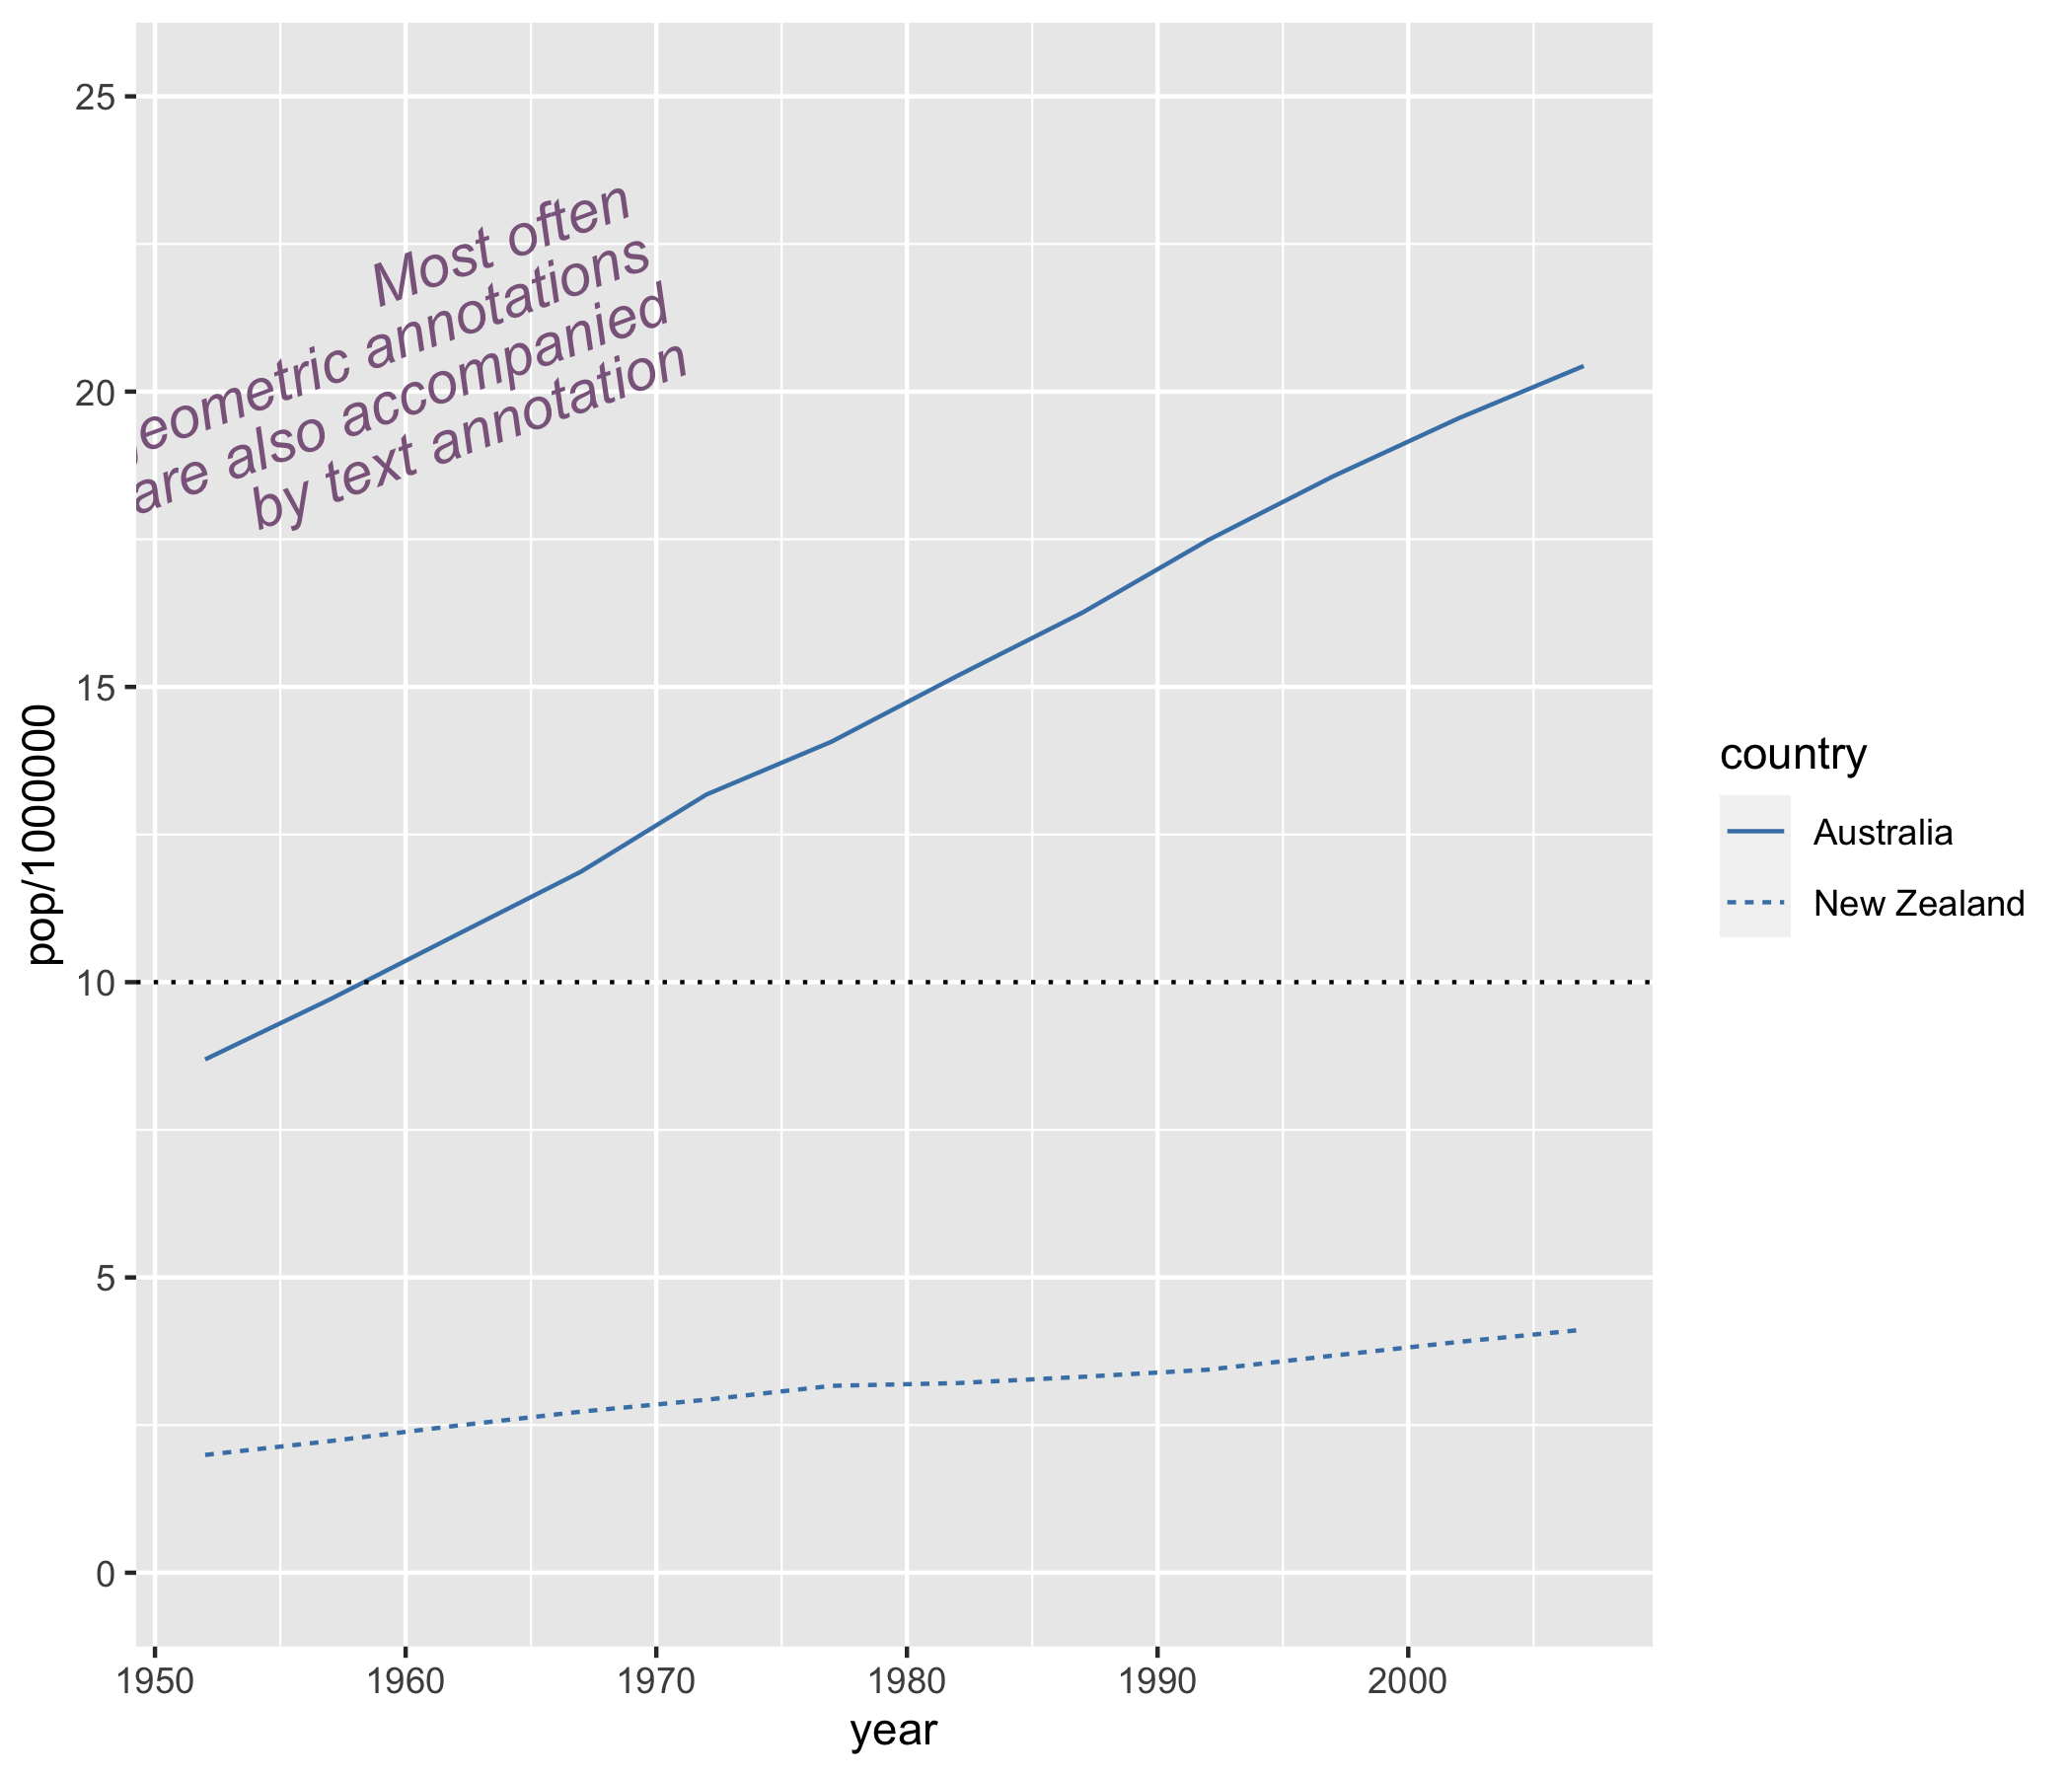 25
20
15
10
5
0
pop/1000000
Most often
eometric annotations
are also accompanied
by text annotation
1950 1960 1970 1980 1990 2000
year
country
Australia
New Zealand